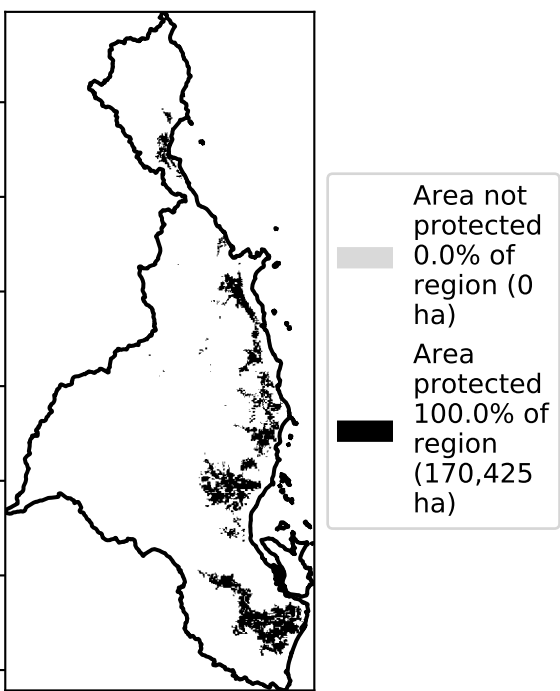 Area not
protected
0.0% of
region (0
ha)
Area
protected
100.0% of
region
(170,425
ha)